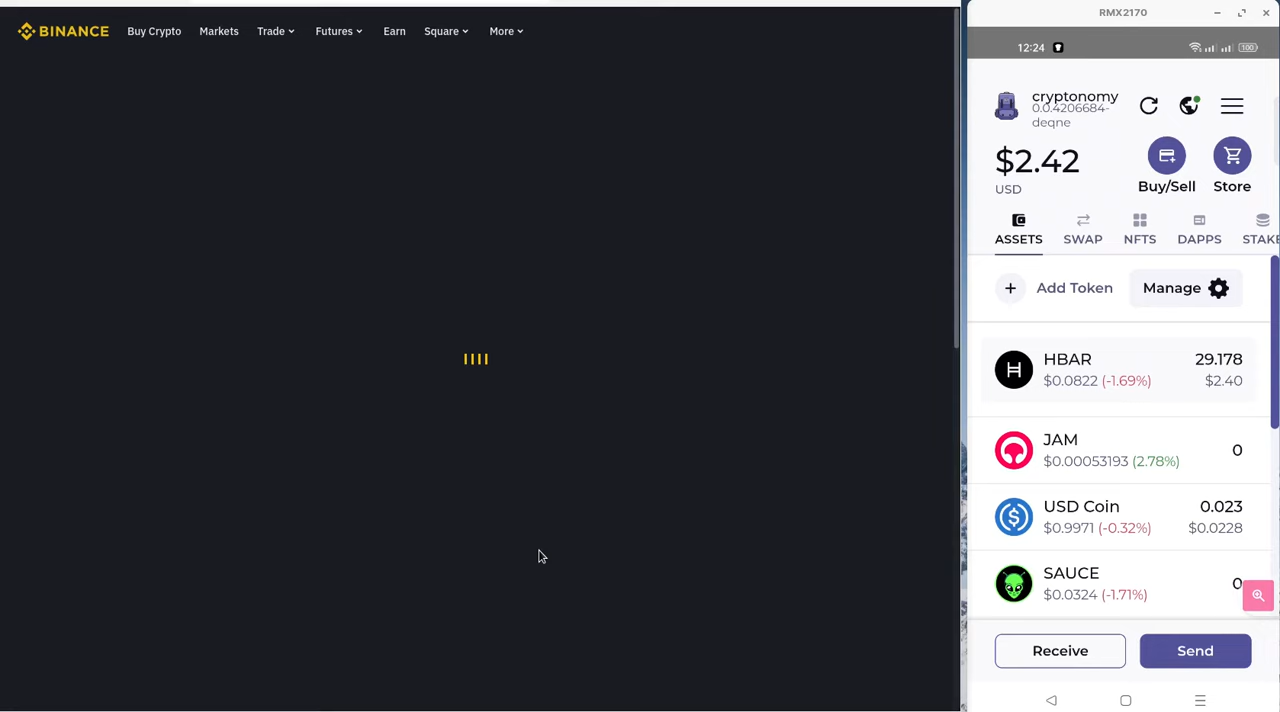 BINANCE Buy Crypto Markets Trade Futures Earn Square More
RMX2170
12:24 100
cryptonomy
0.0.4206684-
deqne
$2.42
USD
Buy/Sell Store
ASSETS SWAP NFTS DAPPS STAKE
Add Token Manage
HBAR 29.178
$0.0822 (-1.69%) $2.40
JAM 0
$0.00053193 (2.78%)
USD Coin 0.023
$0.9971 (-0.32%) $0.0228
SAUCE 0
$0.0324 (-1.71%)
Receive Send